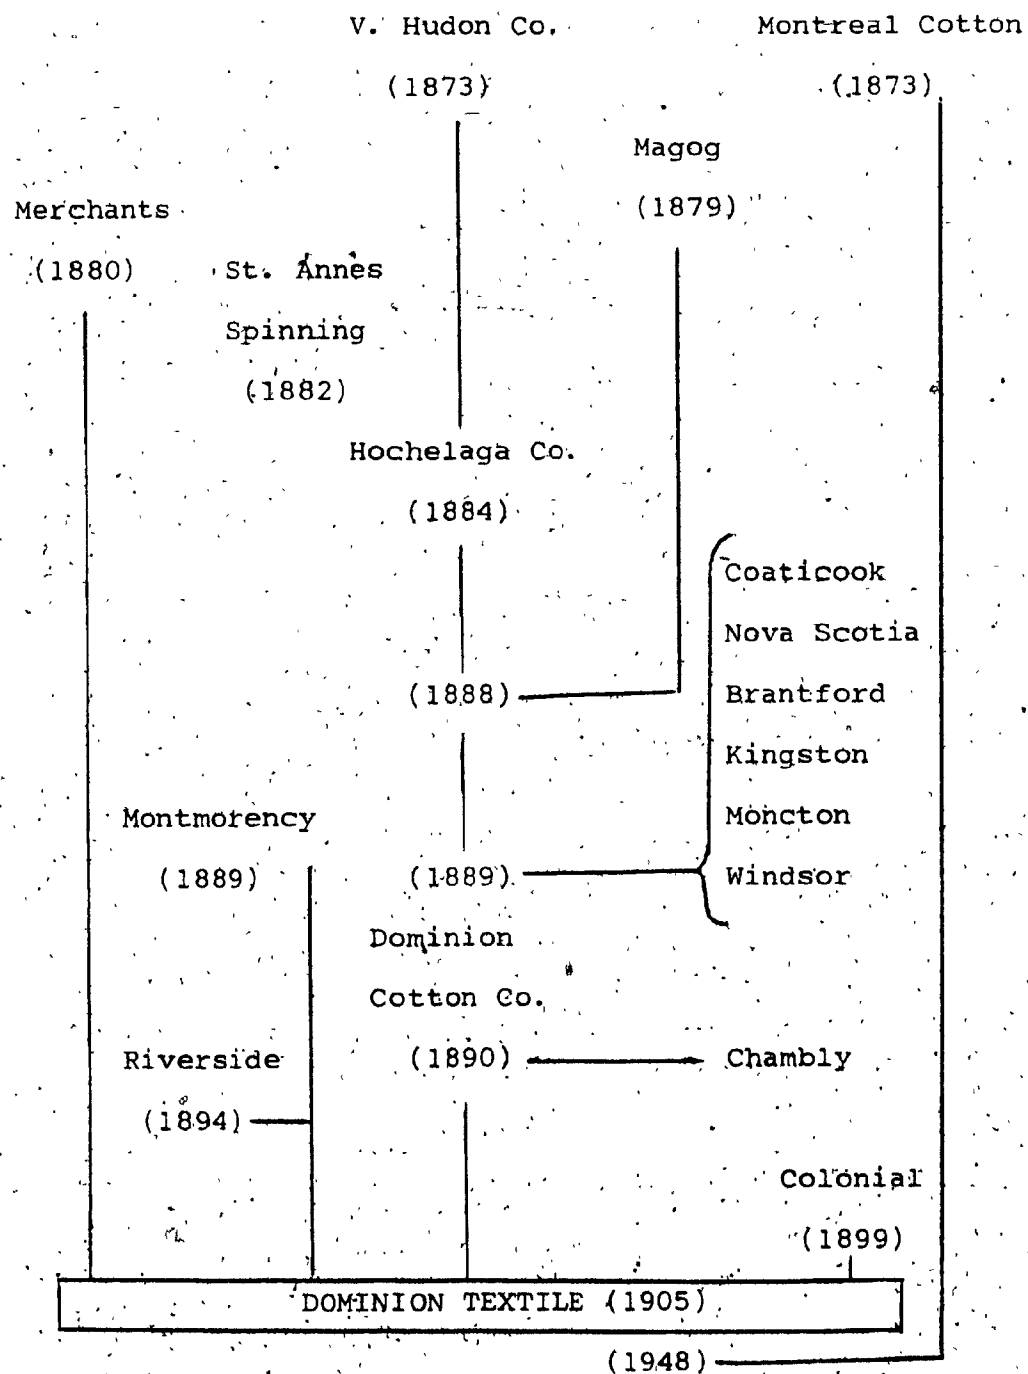 V. Hudon Co. Montreal Cotton
(1873) (1873)
Magog
(1879)
Merchants
(1880)
St. Annes
Spinning
(1882)
Hochelaga Co.
(1884)
Coaticook
Nova Scotia
(1888) Brantford
Kingston
Montmorency Moncton
(1889) (1889) Windsor
Dominion
Cotton Co.
Riverside (1890) Chambly
(1894)
Colonial
(1899)
DOMINION TEXTILE (1905)
(1948)